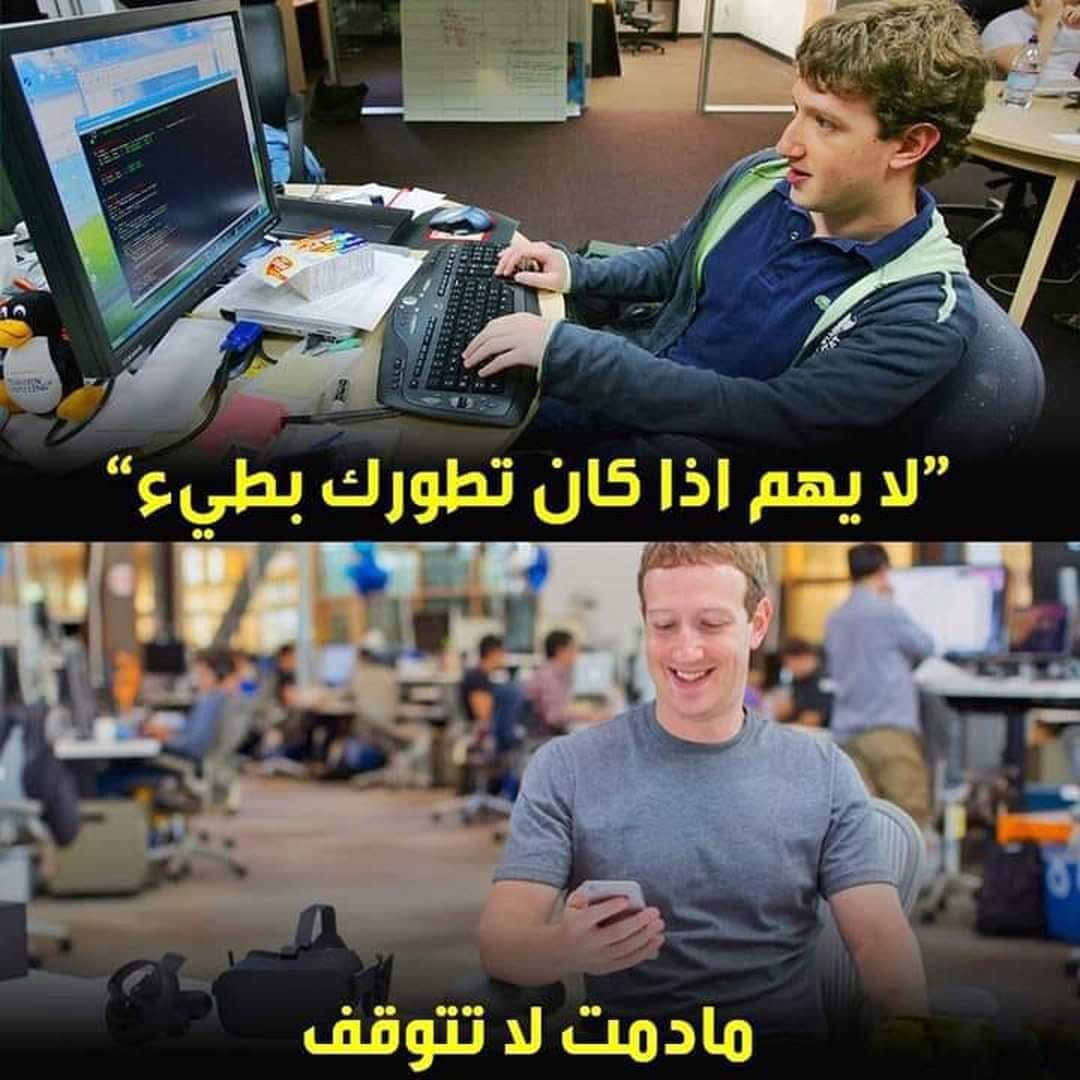 ”لا يهم اذا كان تطورك بطيء“
مادمت لا تتوقف